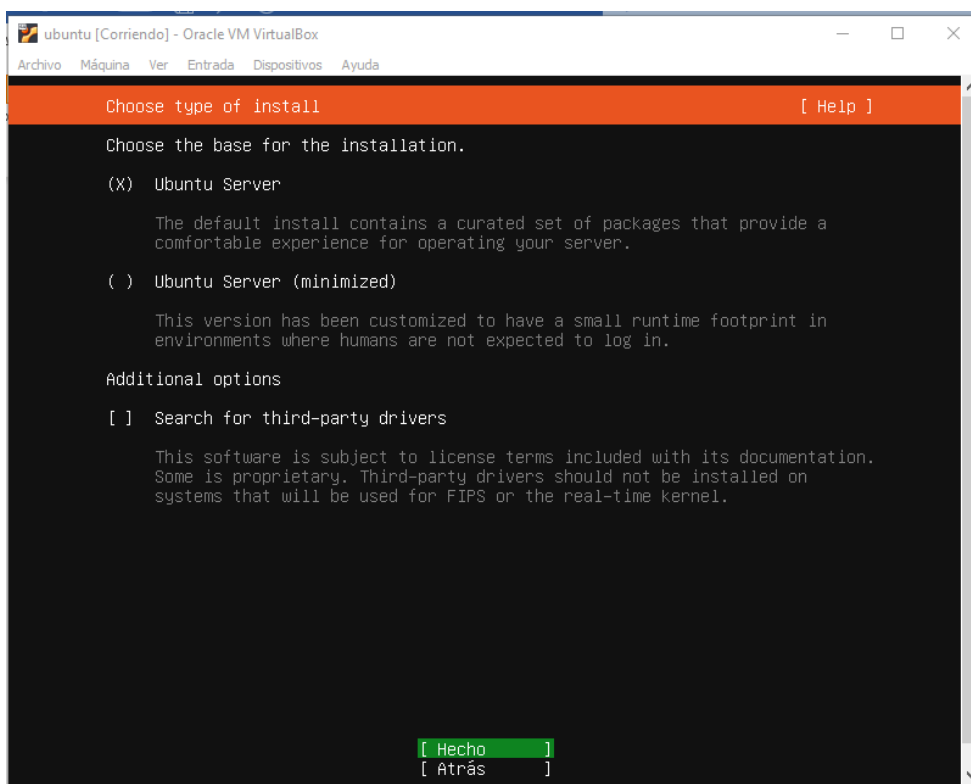 ubuntu [Corriendo] - Oracle VM VirtualBox
Archivo Máquina Ver Entrada Dispositivos Ayuda
Choose type of install [ Help ]
Choose the base for the installation.
(X) Ubuntu Server
The default install contains a curated set of packages that provide a
comfortable experience for operating your server.
( ) Ubuntu Server (minimized)
This version has been customized to have a small runtime footprint in
environments where humans are not expected to log in.
Additional options
[ ] Search for third-party drivers
This software is subject to license terms included with its documentation.
Some is proprietary. Third-party drivers should not be installed on
systems that will be used for FIPS or the real-time kernel.
[ Hecho ]
[ Atrás ]